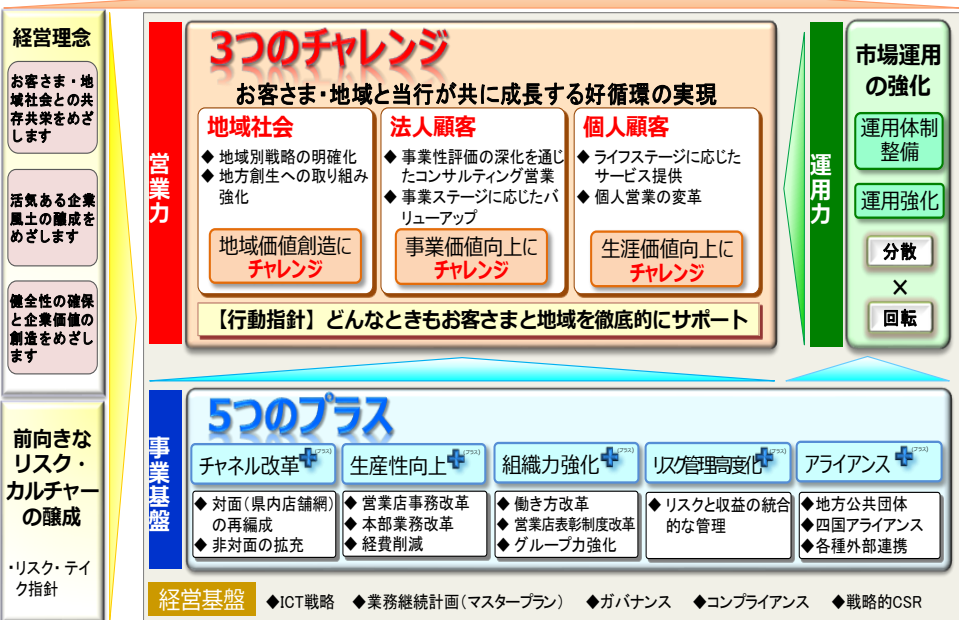 経営理念
お客さま・地
域社会との共
存共栄をめざ
します
活気ある企業
風土の醸成を
めざします
健全性の確保
と企業価値の
創造をめざし
ます
前向きな
リスク・
カルチャー
の醸成
・リスク・テイ
ク指針
営業力
3つのチャレンジ
お客さま・地域と当行が共に成長する好循環の実現
地域社会
◆ 地域別戦略の明確化
◆ 地方創生への取り組み
強化
地域価値創造に
チャレンジ
法人顧客
◆ 事業性評価の深化を通じ
たコンサルティング営業
◆ 事業ステージに応じたバ
リューアップ
事業価値向上に
チャレンジ
個人顧客
◆ ライフステージに応じた
サービス提供
◆ 個人営業の変革
生涯価値向上に
チャレンジ
【行動指針】どんなときもお客さまと地域を徹底的にサポート
運用力
市場運用
の強化
運用体制
整備
運用強化
分散
×
回転
事業基盤
5つのプラス
チャネル改革(プラス)
◆ 対面(県内店舗網)
の再編成
◆ 非対面の拡充
生産性向上(プラス)
◆ 営業店事務改革
◆ 本部業務改革
◆ 経費削減
組織力強化(プラス)
◆ 働き方改革
◆ 営業店表彰制度改革
◆ グループ力強化
リスク管理高度化(プラス)
◆ リスクと収益の統合
的な管理
アライアンス(プラス)
◆地方公共団体
◆四国アライアンス
◆各種外部連携
経営基盤
◆ICT戦略 ◆業務継続計画(マスタープラン) ◆ガバナンス ◆コンプライアンス ◆戦略的CSR